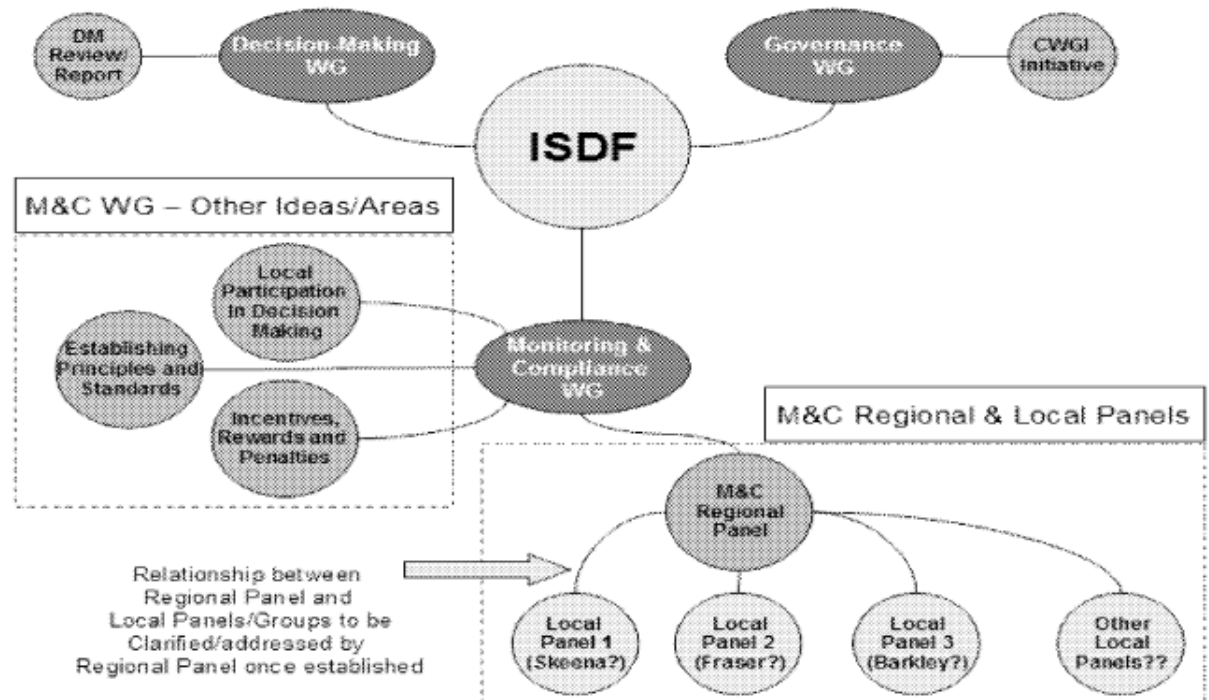 DM
Review/
Report
Decision-Making
WG
Governance
WG
CWGI
Initiative
ISDF
M&C WG – Other Ideas/Areas
Local
Participation
In Decision
Making
Establishing
Principles and
Standards
Incentives,
Rewards and
Penalties
Monitoring &
Compliance
WG
M&C Regional & Local Panels
M&C
Regional
Panel
Relationship between
Regional Panel and
Local Panels/Groups to be
Clarified/addressed by
Regional Panel once established
Local
Panel 1
(Skeena?)
Local
Panel 2
(Fraser?)
Local
Panel 3
(Barkley?)
Other
Local
Panels??